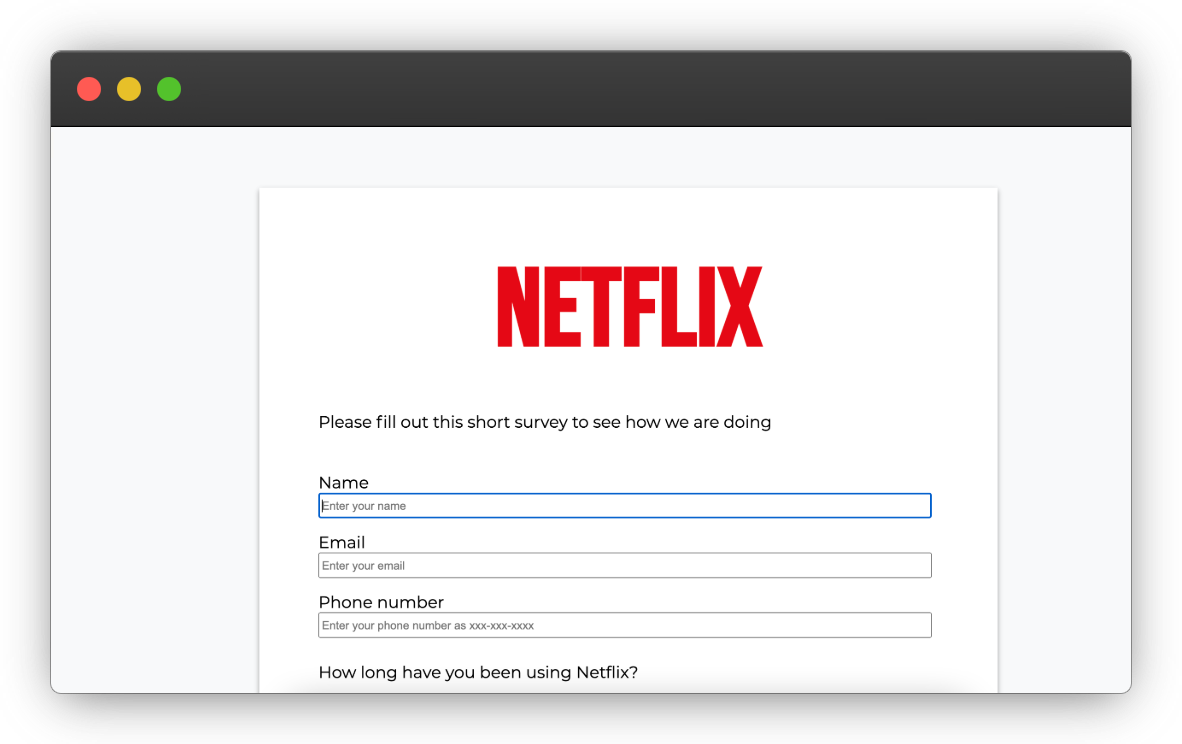 NETFLIX
Please fill out this short survey to see how we are doing
Name
Enter your name
Email
Enter your email
Phone number
Enter your phone number as xxx-xxx-xxxx
How long have you been using Netflix?